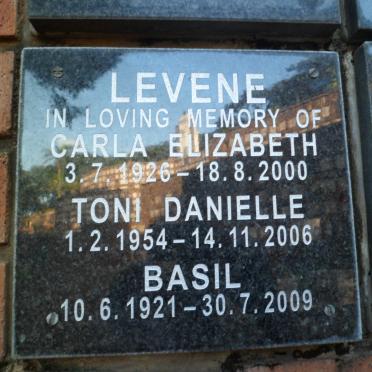 LEVENE
IN LOVING MEMORY OF
CARLA ELIZABETH
3.7.1926 – 18.8.2000
TONI DANIELLE
1.2.1954 – 14.11.2006
BASIL
10.6.1921 – 30.7.2009